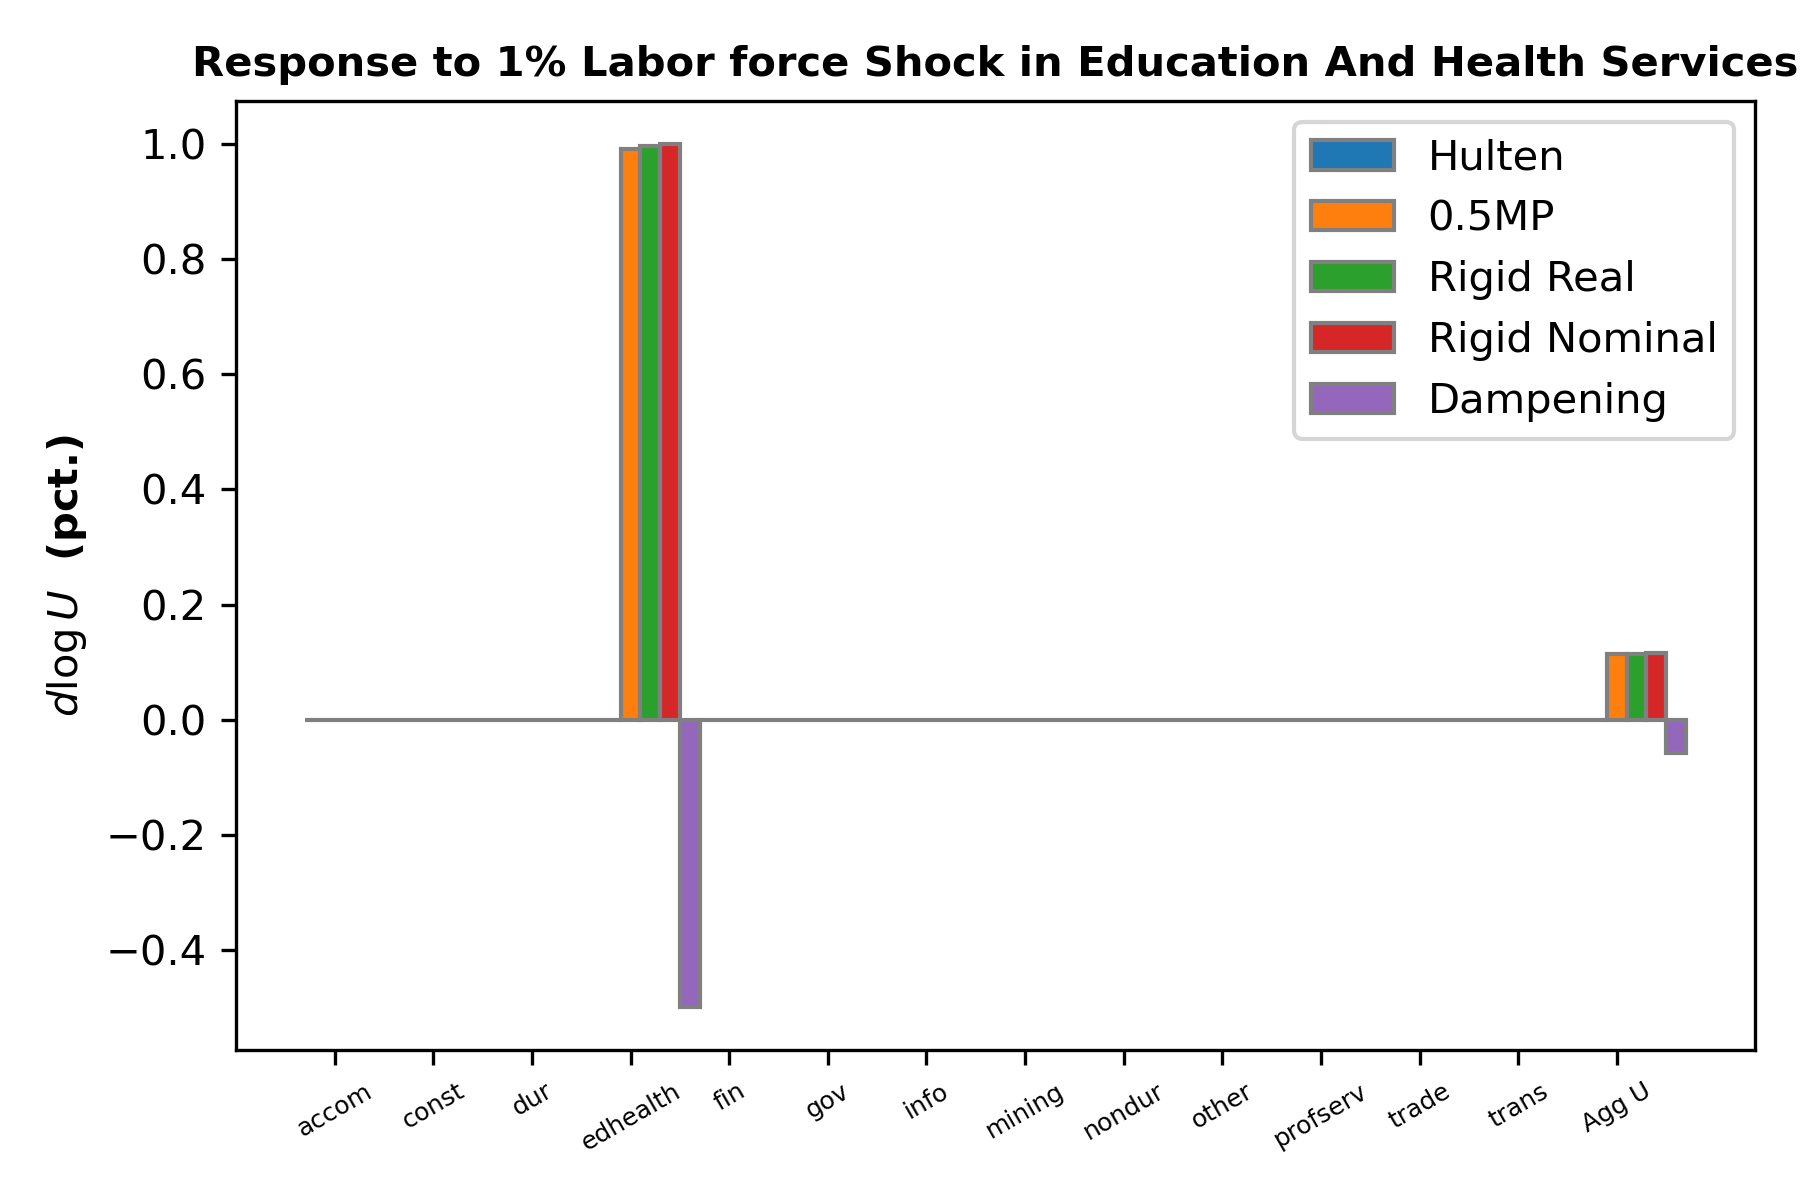 Response to 1% Labor force Shock in Education And Health Services
dlog U (pct.)
1.0
0.8
0.6
0.4
0.2
0.0
−0.2
−0.4
Hulten
0.5MP
Rigid Real
Rigid Nominal
Dampening
accom const dur edhealth fin gov info mining nondur other profserv trade trans Agg U